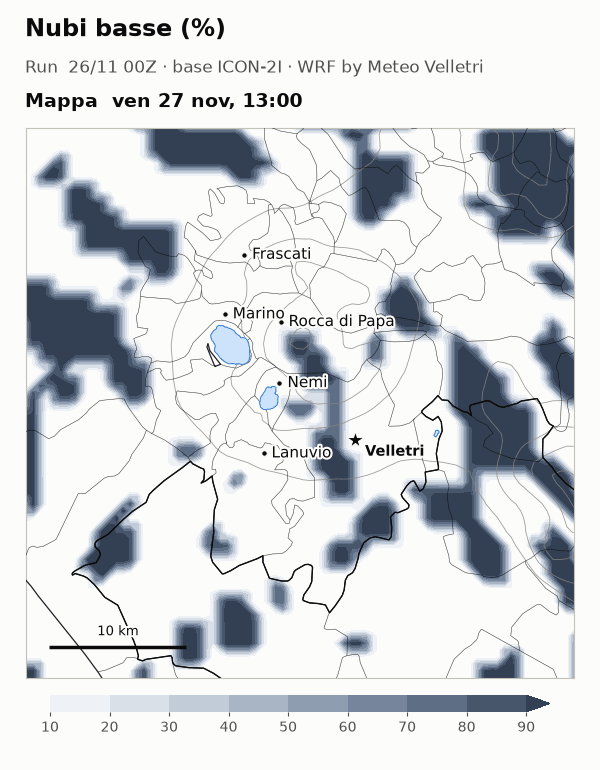 Nubi basse (%)
Run 26/11 00Z · base ICON-2I · WRF by Meteo Velletri
Mappa ven 27 nov, 13:00
Frascati
Marino
Rocca di Papa
Nemi
Velletri
Lanuvio
10 km
10 20 30 40 50 60 70 80 90